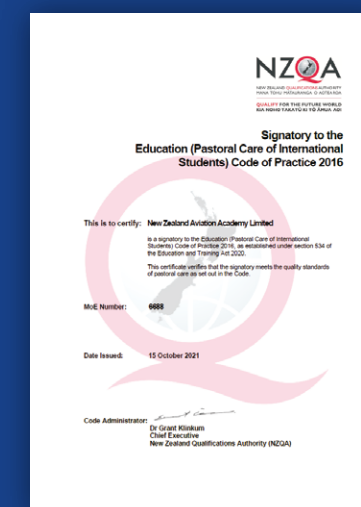 NZQA
NEW ZEALAND QUALIFICATIONS AUTHORITY
MANA TOHU MĀTAURANGA O AOTEAROA
QUALIFY FOR THE FUTURE WORLD
KIA NOHO TAKATŪ KI TŌ ĀMUA AO!
Signatory to the
Education (Pastoral Care of International
Students) Code of Practice 2016
This is to certify: New Zealand Aviation Academy Limited
is a signatory to the Education (Pastoral Care of International
Students) Code of Practice 2016, as established under section 534 of
the Education and Training Act 2020.
This certificate verifies that the signatory meets the quality standards
of pastoral care as set out in the Code.
MoE Number: 6688
Date Issued: 15 October 2021
Code Administrator:
Dr Grant Klinkum
Chief Executive
New Zealand Qualifications Authority (NZQA)